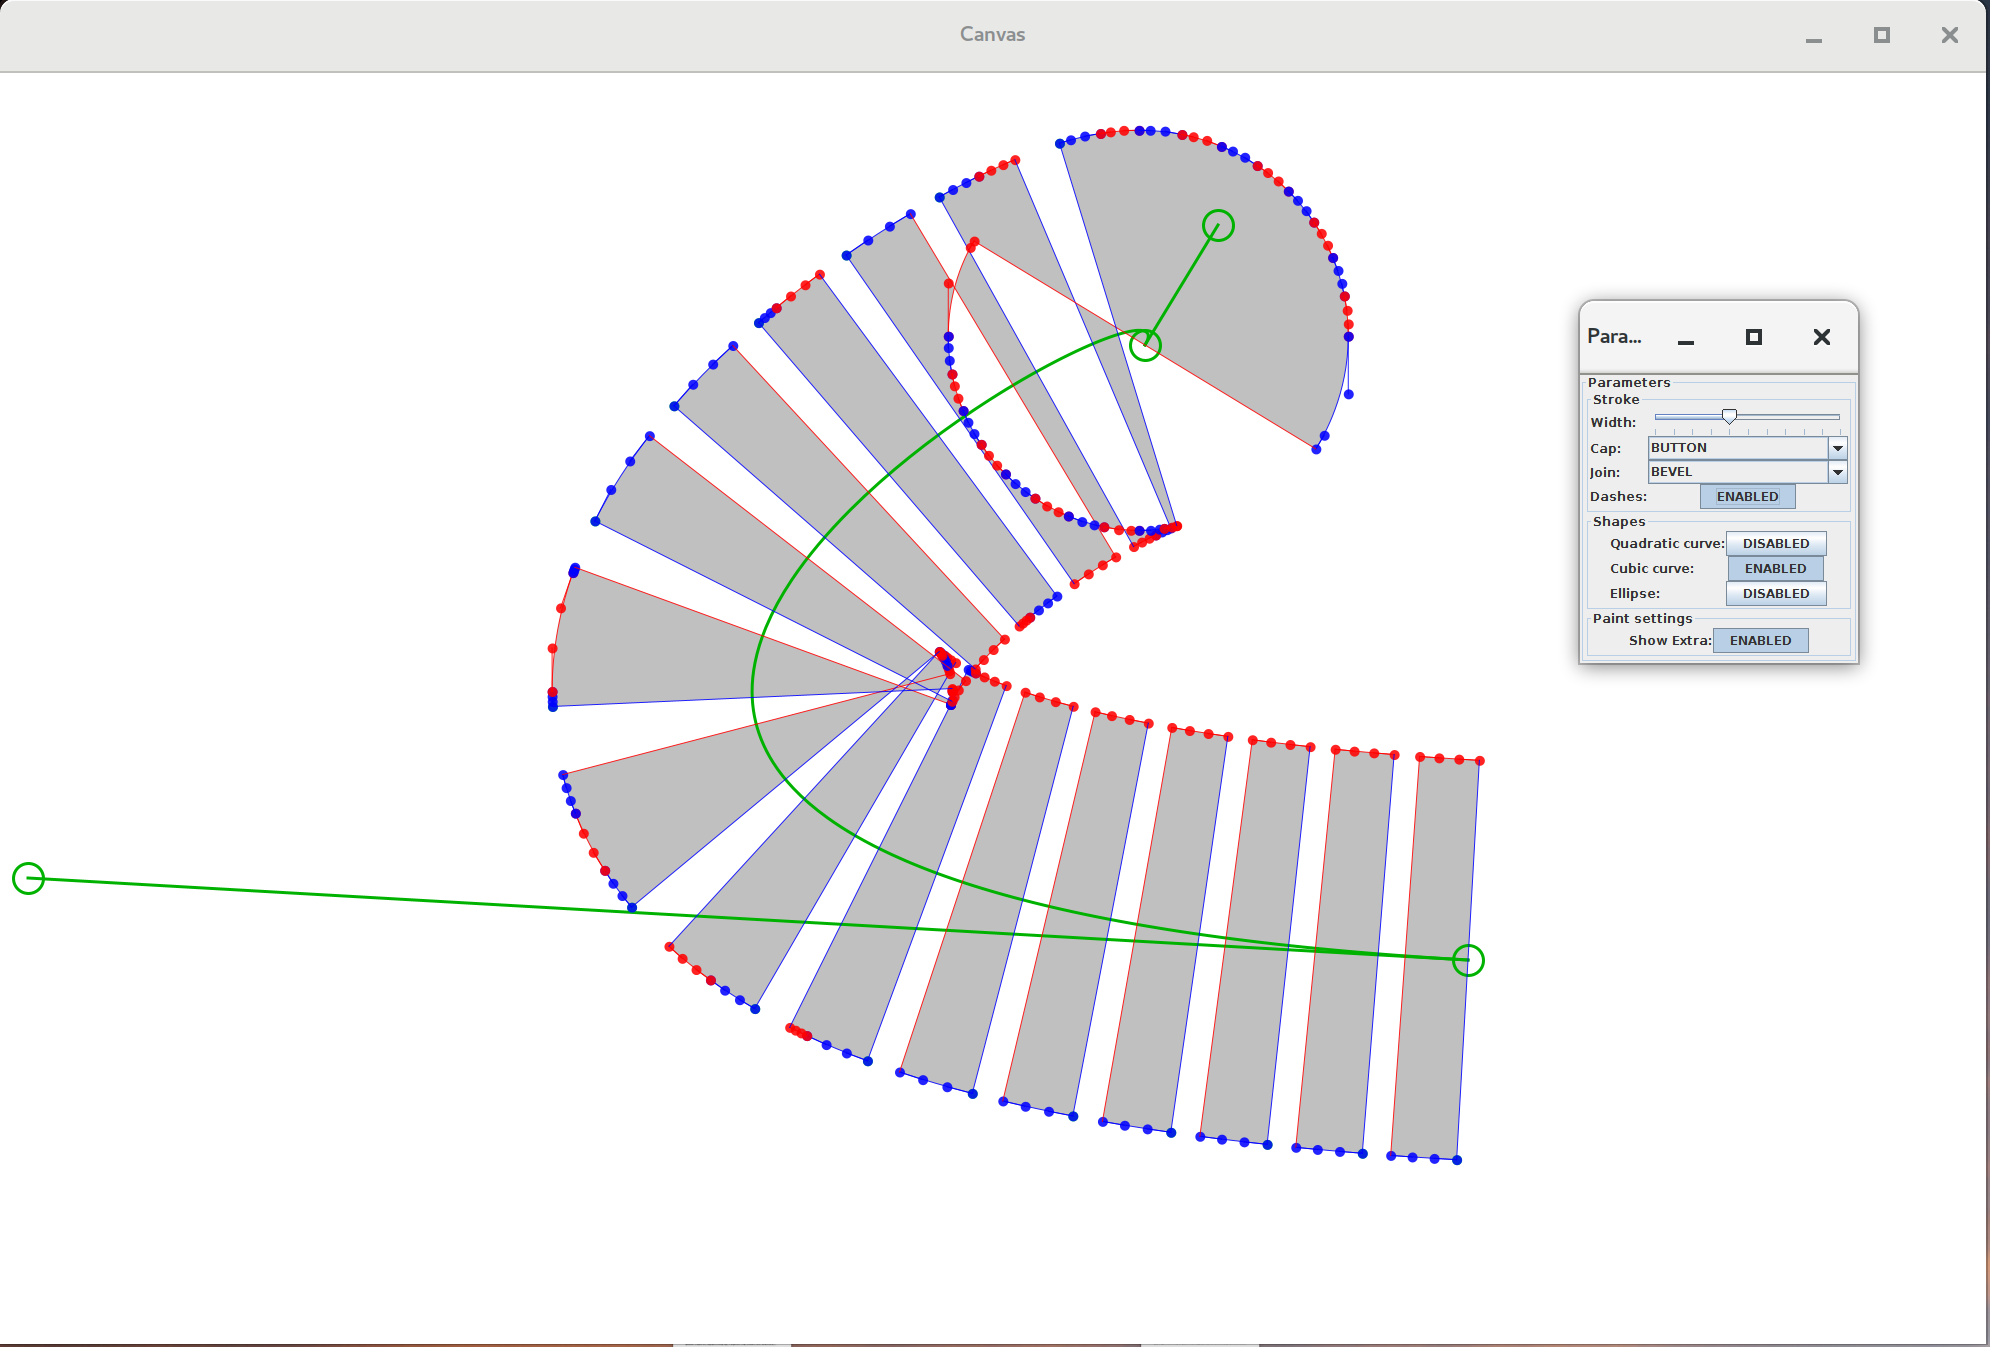 Canvas
Para...
Parameters
Stroke
Width:
Cap: BUTTON
Join: BEVEL
Dashes: ENABLED
Shapes
Quadratic curve: DISABLED
Cubic curve: ENABLED
Ellipse: DISABLED
Paint settings
Show Extra: ENABLED